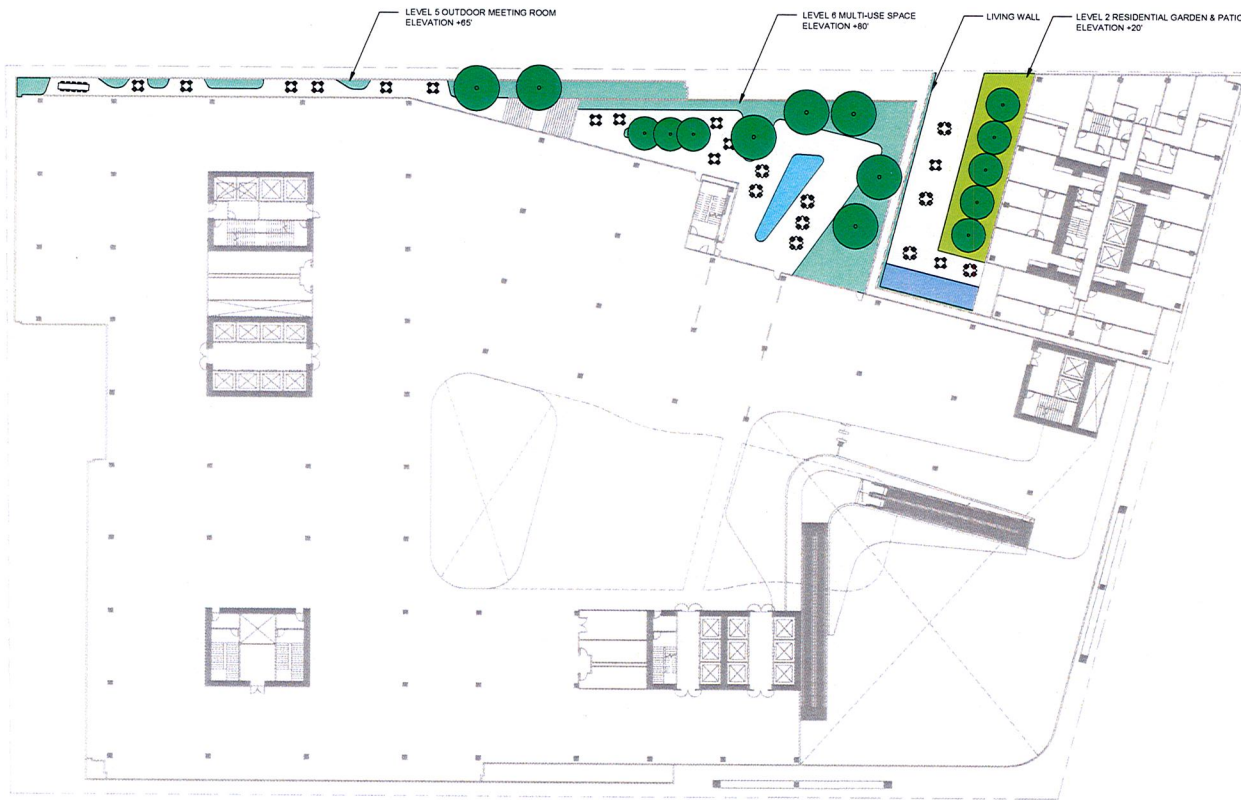 LEVEL 5 OUTDOOR MEETING ROOM
ELEVATION +65'
LEVEL 6 MULTI-USE SPACE
ELEVATION +80'
LIVING WALL
LEVEL 2 RESIDENTIAL GARDEN & PATIO
ELEVATION +20'